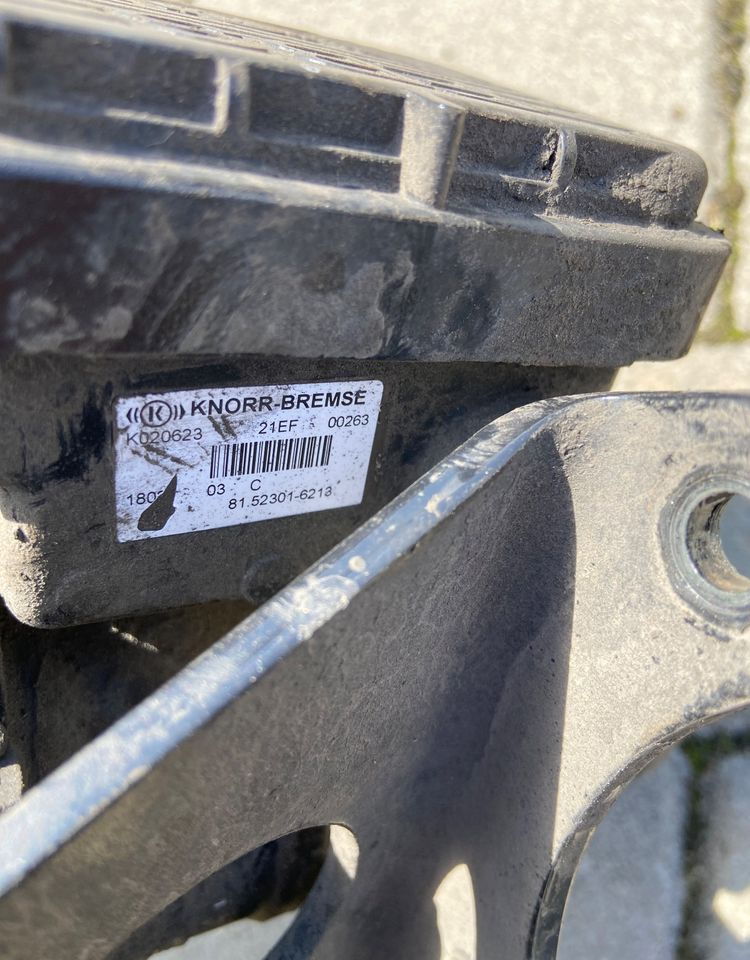 ((K)) KNORR-BREMSE
K020623 21EF 00263
03 C
81.52301-6213